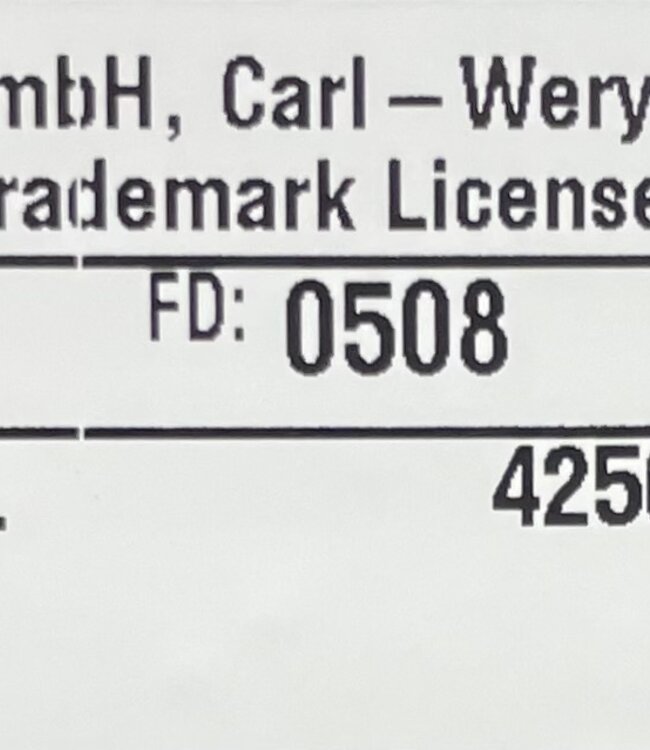 mbH, Carl – Wery
rademark License
FD: 0508
425